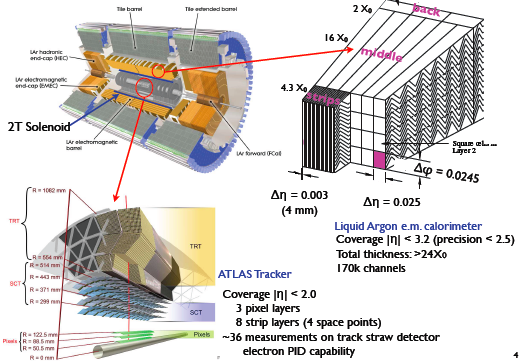 Tile barrel
Tile extended barrel
LAr hadronic
end-cap (HEC)
LAr electromagnetic
end-cap (EMEC)
2T Solenoid
LAr electromagnetic
barrel
LAr forward (FCal)
2 X₀
back
16 X₀
middle
4.3 X₀
strips
Layer 2
Δφ = 0.0245
Δη = 0.003
(4 mm)
Δη = 0.025
Liquid Argon e.m. calorimeter
Coverage |η| < 3.2 (precision < 2.5)
Total thickness: >24X₀
170k channels
R = 1082 mm
TRT
R = 554 mm
R = 514 mm
R = 443 mm
SCT
R = 371 mm
R = 299 mm
R = 122.5 mm
Pixels
R = 88.5 mm
R = 50.5 mm
R = 0 mm
TRT
SCT
Pixels
ATLAS Tracker
Coverage |η| < 2.0
3 pixel layers
8 strip layers (4 space points)
~36 measurements on track straw detector
electron PID capability
4